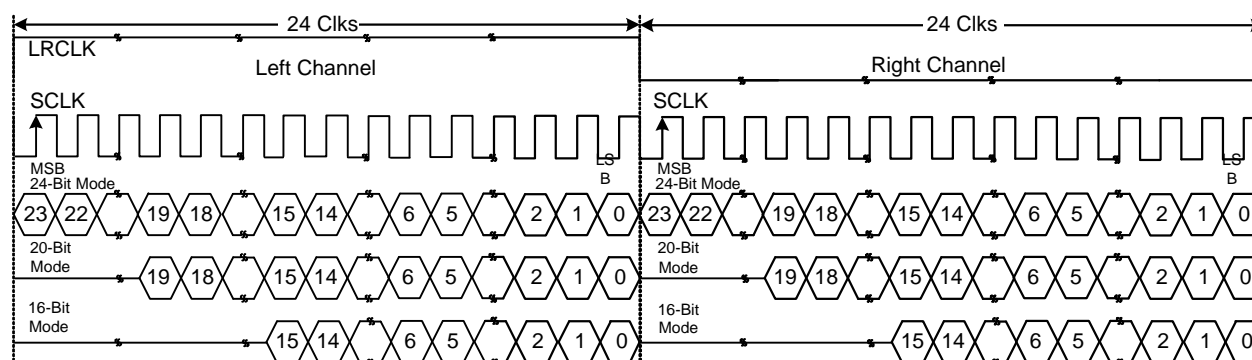 24 Clks 24 Clks
LRCLK
Left Channel Right Channel
SCLK SCLK
MSB LS MSB LS
24-Bit Mode B 24-Bit Mode B
23 22 19 18 15 14 6 5 2 1 0 23 22 19 18 15 14 6 5 2 1 0
20-Bit 20-Bit
Mode 19 18 15 14 6 5 2 1 0 Mode 19 18 15 14 6 5 2 1 0
16-Bit 16-Bit
Mode 15 14 6 5 2 1 0 Mode 15 14 6 5 2 1 0